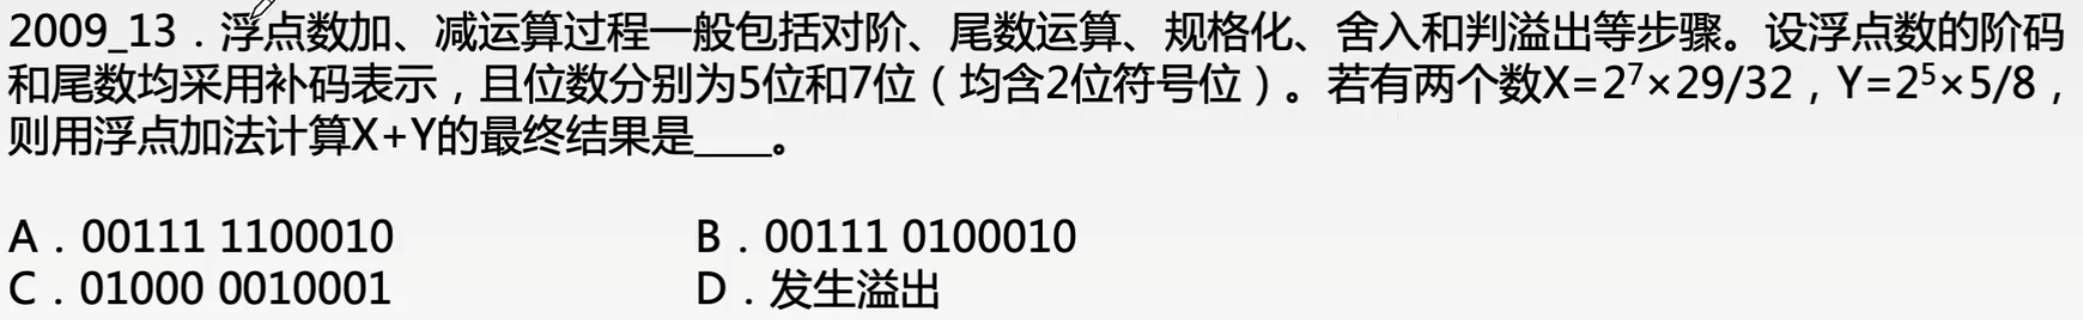 2009_13．浮点数加、减运算过程一般包括对阶、尾数运算、规格化、舍入和判溢出等步骤。设浮点数的阶码
和尾数均采用补码表示，且位数分别为5位和7位（均含2位符号位）。若有两个数X=2⁷×29/32，Y=2⁵×5/8，
则用浮点加法计算X+Y的最终结果是____。
A．00111 1100010 B．00111 0100010
C．01000 0010001 D．发生溢出